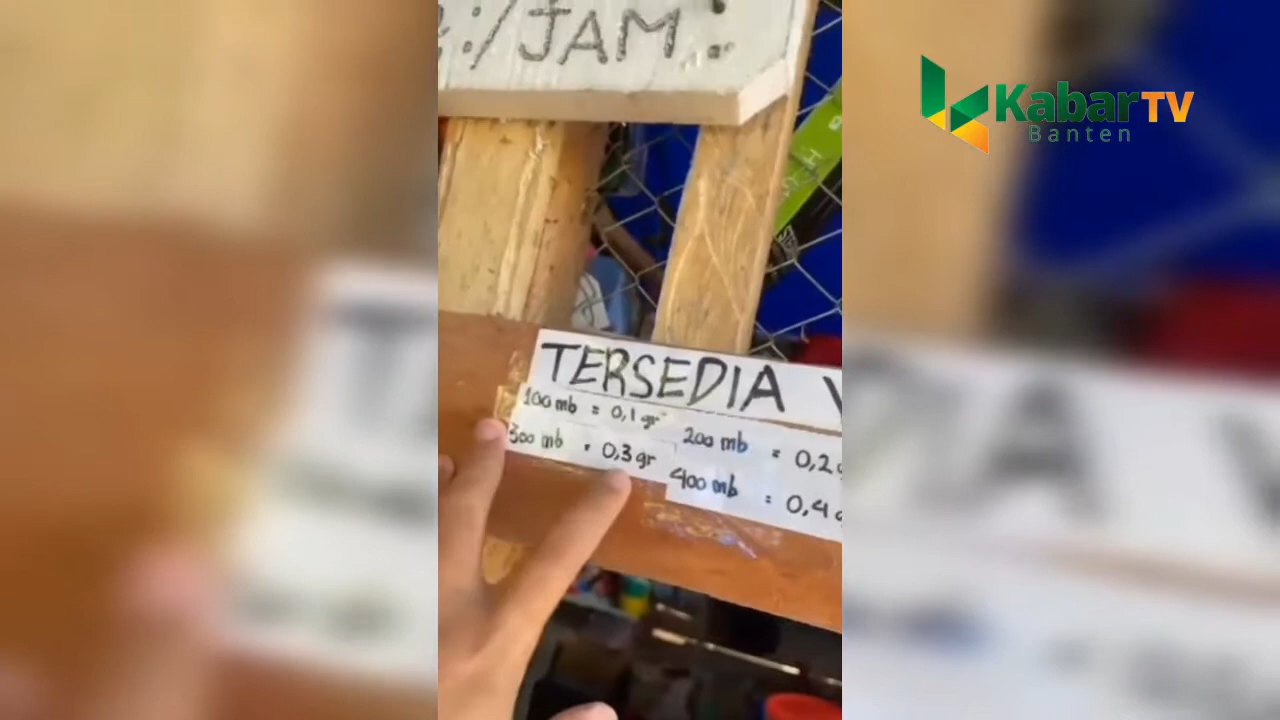 :/JAM :
TERSEDIA
100 mb = 0,1 gr
200 mb = 0,2
300 mb = 0,3 gr
400 mb = 0,4
KabarTV
Banten